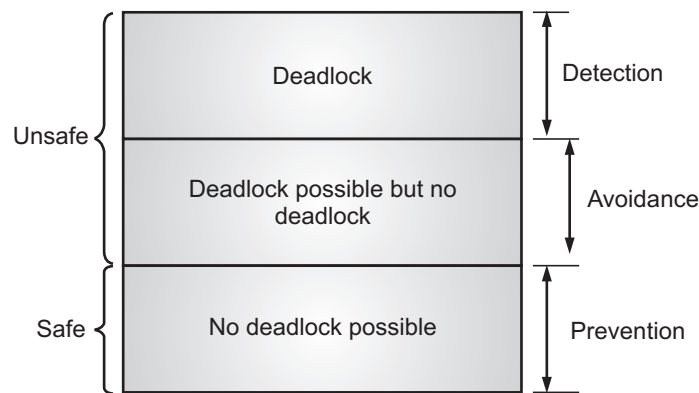 Deadlock
Detection
Unsafe
Deadlock possible but no
deadlock
Avoidance
Safe
No deadlock possible
Prevention